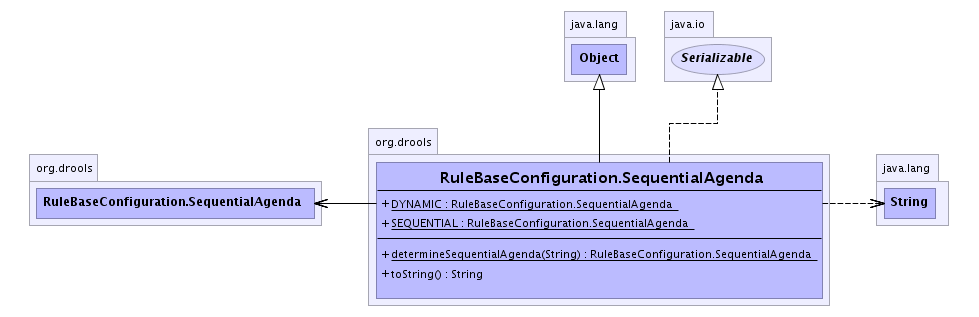 java.lang
java.io
Object
Serializable
org.drools
org.drools
java.lang
RuleBaseConfiguration.SequentialAgenda
RuleBaseConfiguration.SequentialAgenda
String
+ DYNAMIC : RuleBaseConfiguration.SequentialAgenda
+ SEQUENTIAL : RuleBaseConfiguration.SequentialAgenda
+ determineSequentialAgenda(String) : RuleBaseConfiguration.SequentialAgenda
+ toString() : String